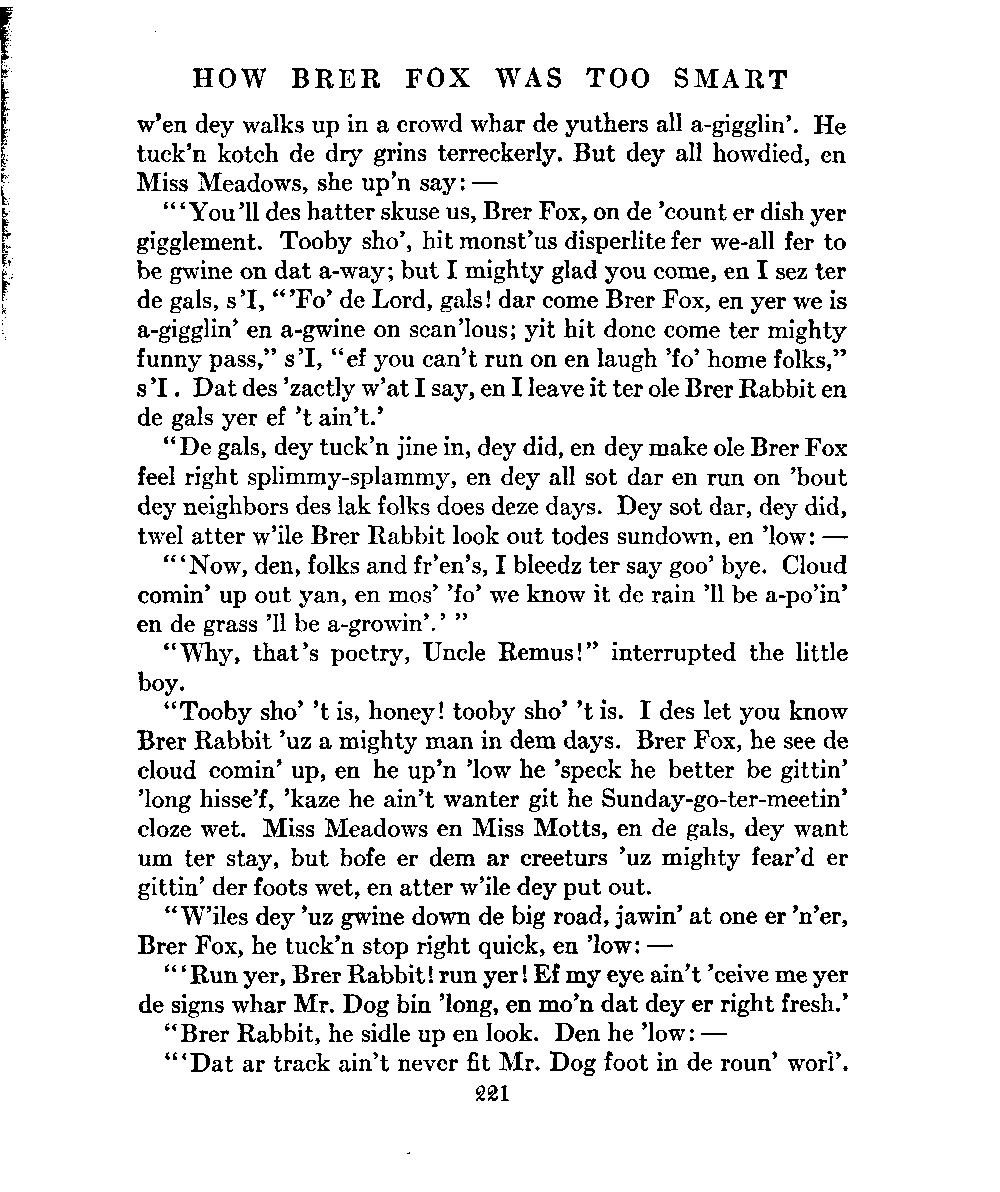 HOW BRER FOX WAS TOO SMART
w'en dey walks up in a crowd whar de yuthers all a-gigglin'. He
tuck'n kotch de dry grins terreckerly. But dey all howdied, en
Miss Meadows, she up'n say: —
"'You'll des hatter skuse us, Brer Fox, on de 'count er dish yer
gigglement. Tooby sho', hit monst'us disperlite fer we-all fer to
be gwine on dat a-way; but I mighty glad you come, en I sez ter
de gals, s'I, "'Fo' de Lord, gals! dar come Brer Fox, en yer we is
a-gigglin' en a-gwine on scan'lous; yit hit done come ter mighty
funny pass," s'I, "ef you can't run on en laugh 'fo' home folks,"
s'I. Dat des 'zactly w'at I say, en I leave it ter ole Brer Rabbit en
de gals yer ef 't ain't.'
"De gals, dey tuck'n jine in, dey did, en dey make ole Brer Fox
feel right splimmy-splammy, en dey all sot dar en run on 'bout
dey neighbors des lak folks does deze days. Dey sot dar, dey did,
twel atter w'ile Brer Rabbit look out todes sundown, en 'low: —
"'Now, den, folks and fr'en's, I bleedz ter say goo' bye. Cloud
comin' up out yan, en mos' 'fo' we know it de rain 'll be a-po'in'
en de grass 'll be a-growin'.' "
"Why, that's poetry, Uncle Remus!" interrupted the little
boy.
"Tooby sho' 't is, honey! tooby sho' 't is. I des let you know
Brer Rabbit 'uz a mighty man in dem days. Brer Fox, he see de
cloud comin' up, en he up'n 'low he 'speck he better be gittin'
'long hisse'f, 'kaze he ain't wanter git he Sunday-go-ter-meetin'
cloze wet. Miss Meadows en Miss Motts, en de gals, dey want
um ter stay, but bofe er dem ar creeturs 'uz mighty fear'd er
gittin' der foots wet, en atter w'ile dey put out.
"W'iles dey 'uz gwine down de big road, jawin' at one er 'n'er,
Brer Fox, he tuck'n stop right quick, en 'low: —
"'Run yer, Brer Rabbit! run yer! Ef my eye ain't 'ceive me yer
de signs whar Mr. Dog bin 'long, en mo'n dat dey er right fresh.'
"Brer Rabbit, he sidle up en look. Den he 'low: —
"'Dat ar track ain't never fit Mr. Dog foot in de roun' worl'.
221